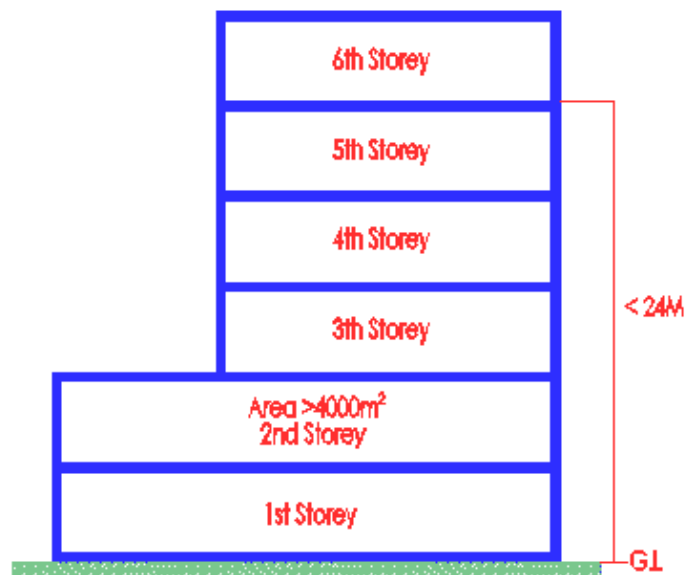 6th Storey
5th Storey
4th Storey
3th Storey
< 24M
Area >4000m²
2nd Storey
1st Storey
GL